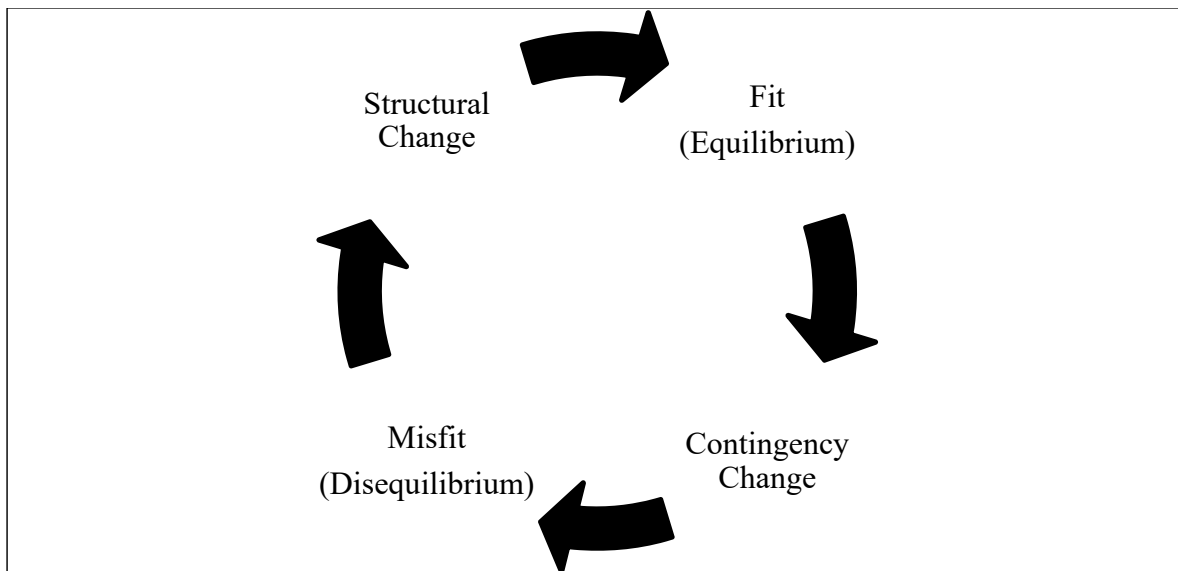 Structural
Change
Fit
(Equilibrium)
Misfit
(Disequilibrium)
Contingency
Change